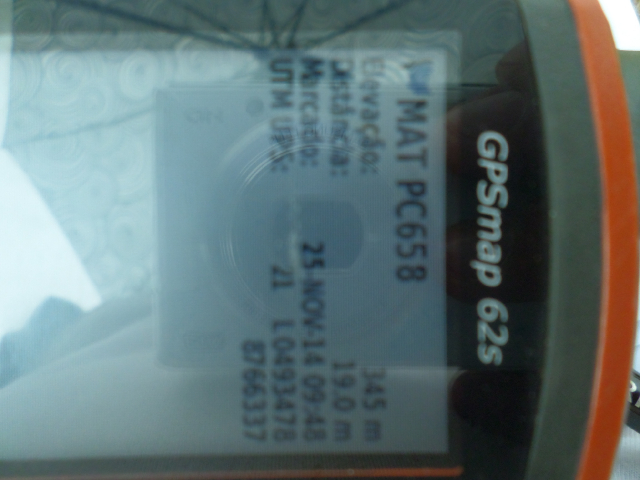 GPSmap 62s
MAT PC658
Elevação: 345 m
Distância: 19.0 m
Marcado: 25-NOV-14 09:48
UTM UPS: 21 L 0493478
8766337